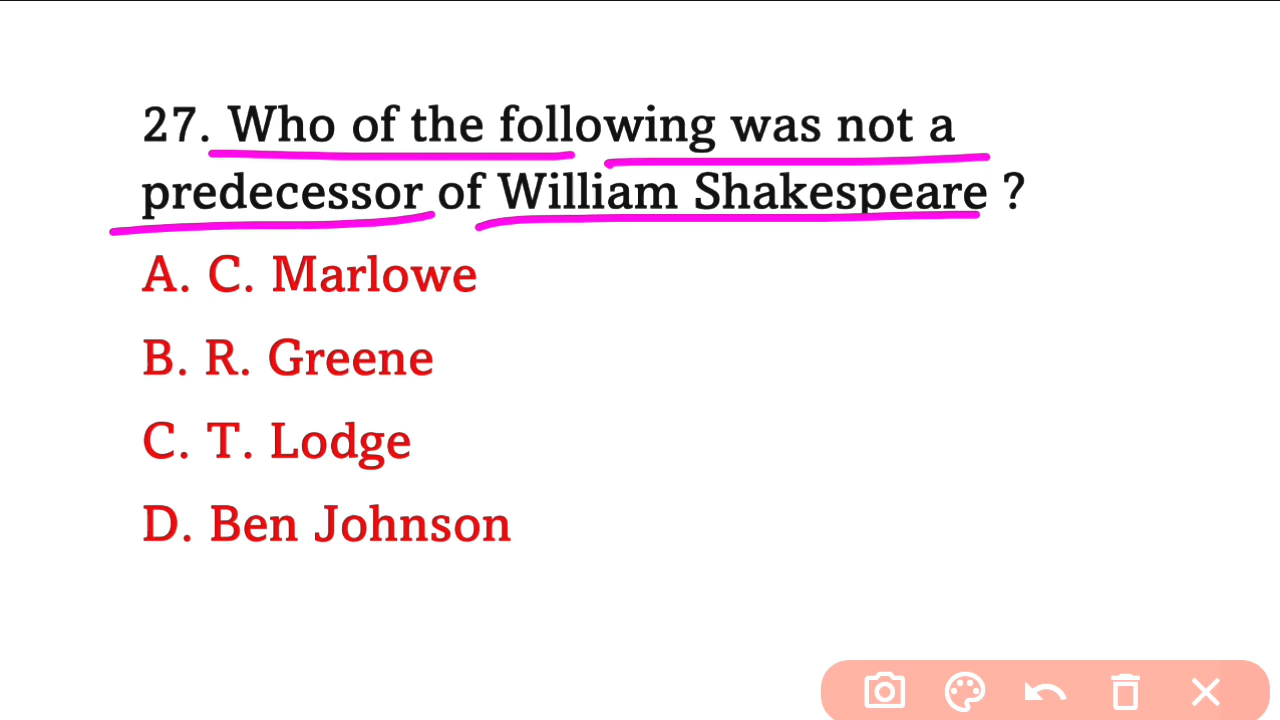 27. Who of the following was not a
predecessor of William Shakespeare ?
A. C. Marlowe
B. R. Greene
C. T. Lodge
D. Ben Johnson